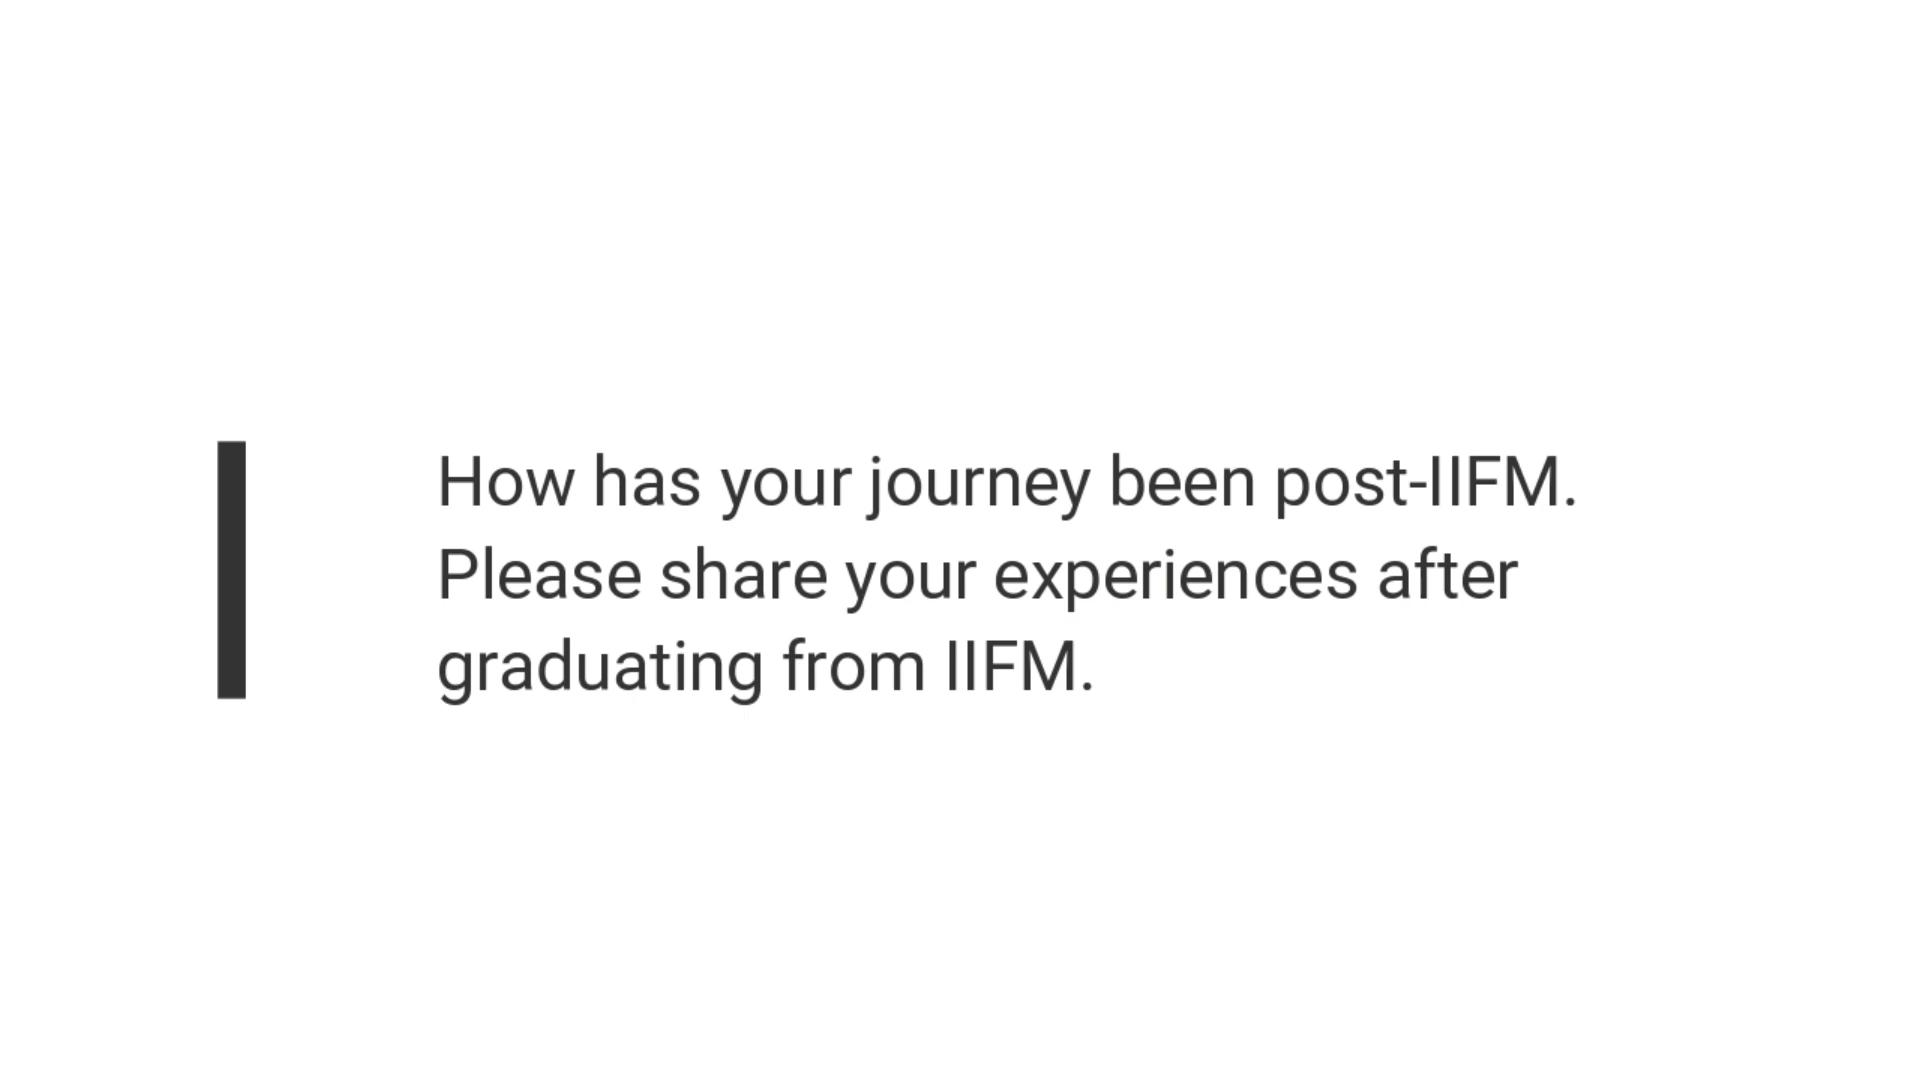 How has your journey been post-IIFM.
Please share your experiences after
graduating from IIFM.